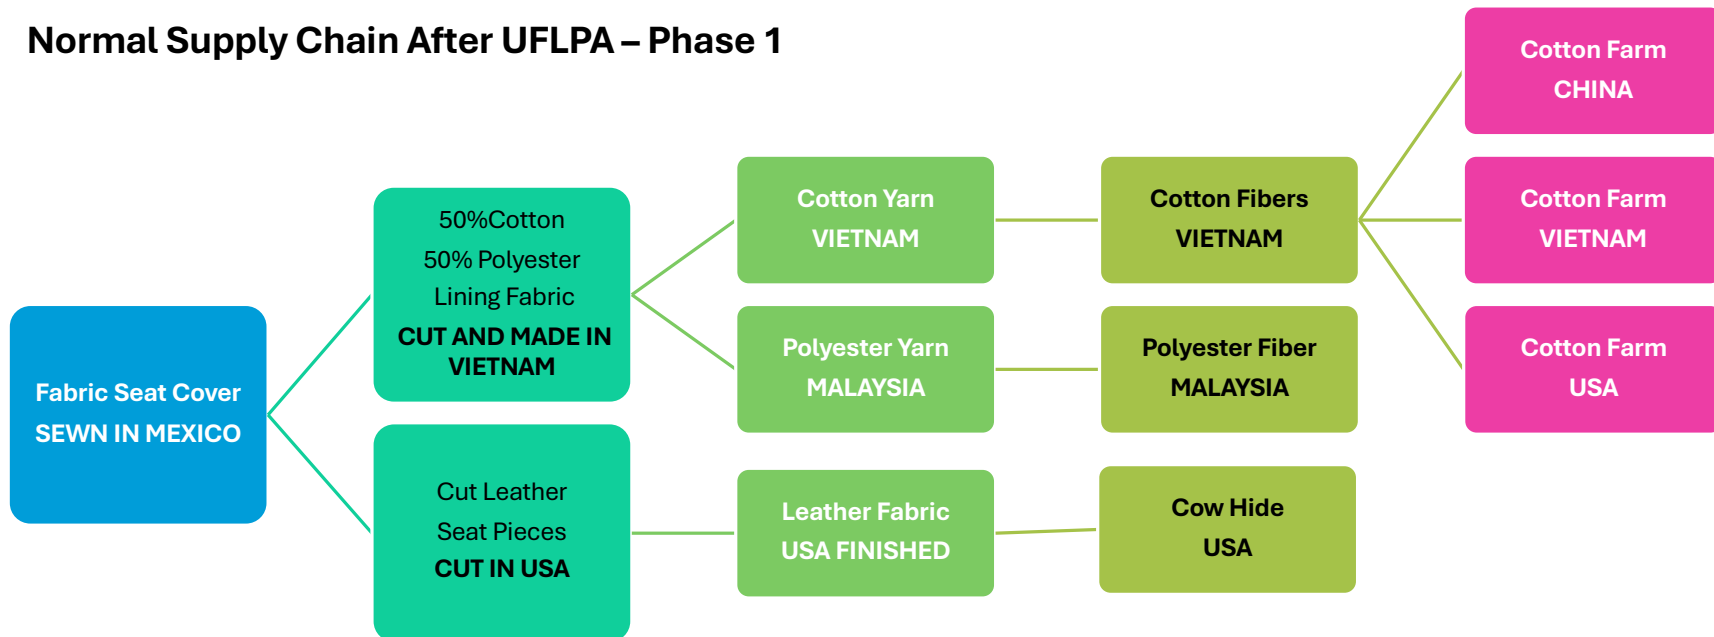 Normal Supply Chain After UFLPA – Phase 1
Fabric Seat Cover
SEWN IN MEXICO
50%Cotton
50% Polyester
Lining Fabric
CUT AND MADE IN
VIETNAM
Cut Leather
Seat Pieces
CUT IN USA
Cotton Yarn
VIETNAM
Polyester Yarn
MALAYSIA
Leather Fabric
USA FINISHED
Cotton Fibers
VIETNAM
Polyester Fiber
MALAYSIA
Cow Hide
USA
Cotton Farm
CHINA
Cotton Farm
VIETNAM
Cotton Farm
USA